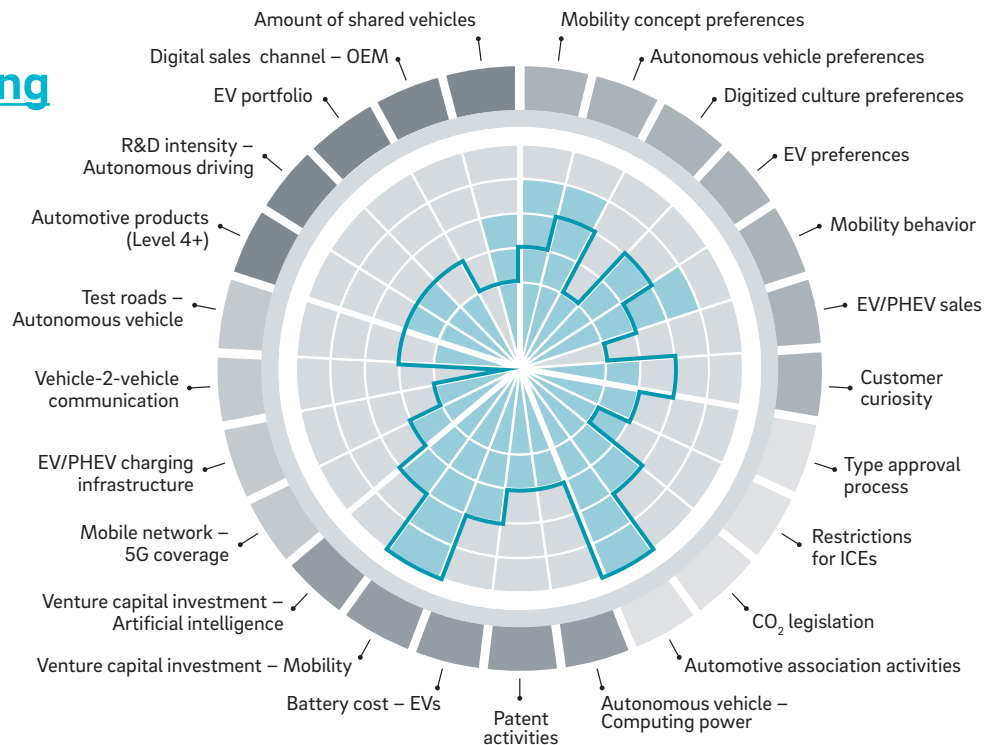 ng
Amount of shared vehicles
Mobility concept preferences
Digital sales channel – OEM
Autonomous vehicle preferences
EV portfolio
Digitized culture preferences
R&D intensity –
Autonomous driving
EV preferences
Automotive products
(Level 4+)
Mobility behavior
Test roads –
Autonomous vehicle
EV/PHEV sales
Vehicle-2-vehicle
communication
Customer
curiosity
EV/PHEV charging
infrastructure
Type approval
process
Mobile network –
5G coverage
Restrictions
for ICEs
Venture capital investment –
Artificial intelligence
CO2 legislation
Venture capital investment – Mobility
Automotive association activities
Battery cost – EVs
Patent
activities
Autonomous vehicle –
Computing power